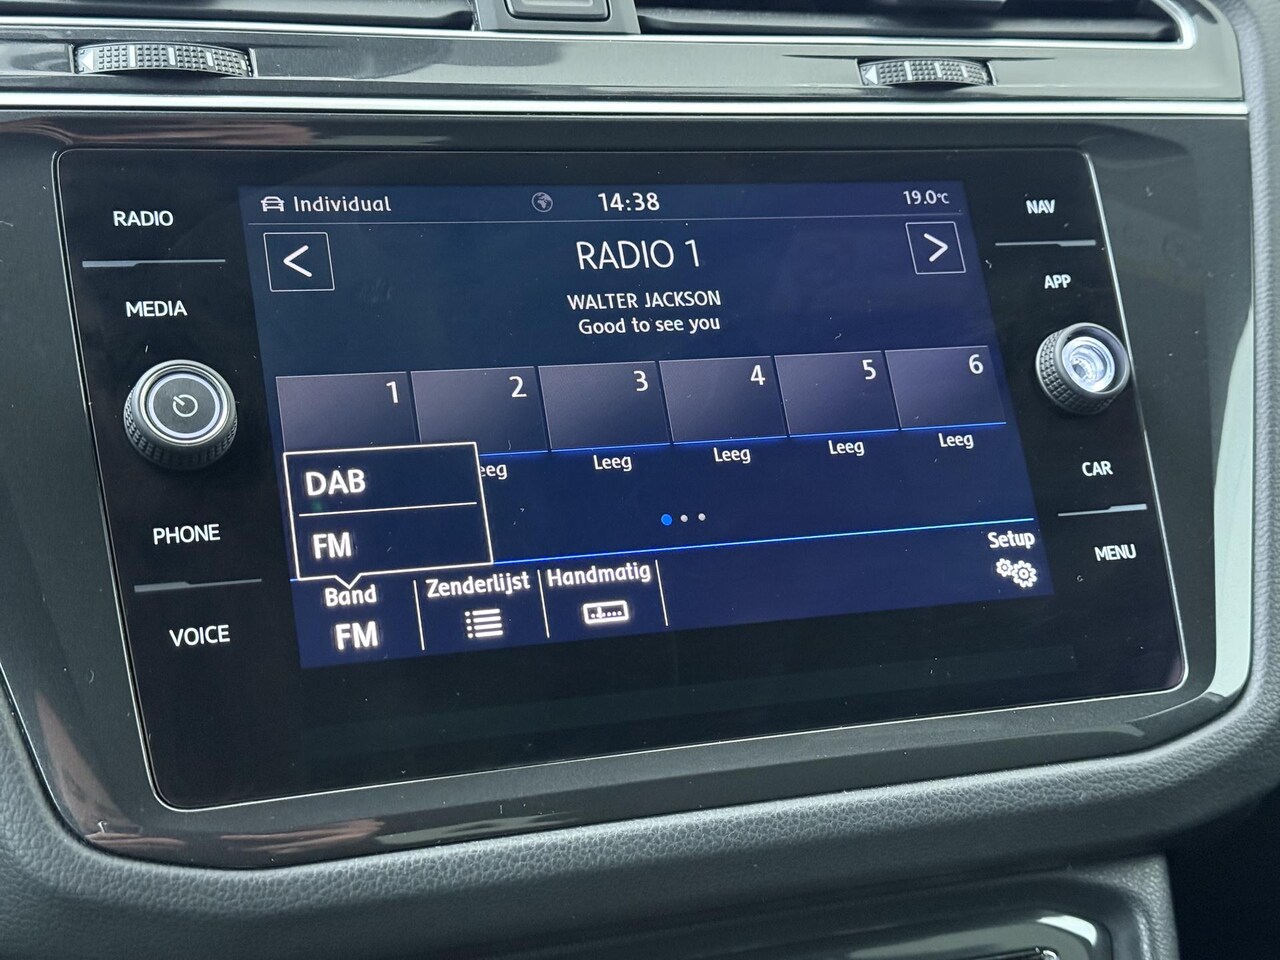 RADIO
MEDIA
PHONE
VOICE
Individual
14:38
19.0°C
<
RADIO 1
>
WALTER JACKSON
Good to see you
1 2 3 4 5 6
Leeg Leeg Leeg Leeg
DAB
FM
Band
FM
Zenderlijst
Handmatig
Setup
NAV
APP
CAR
MENU